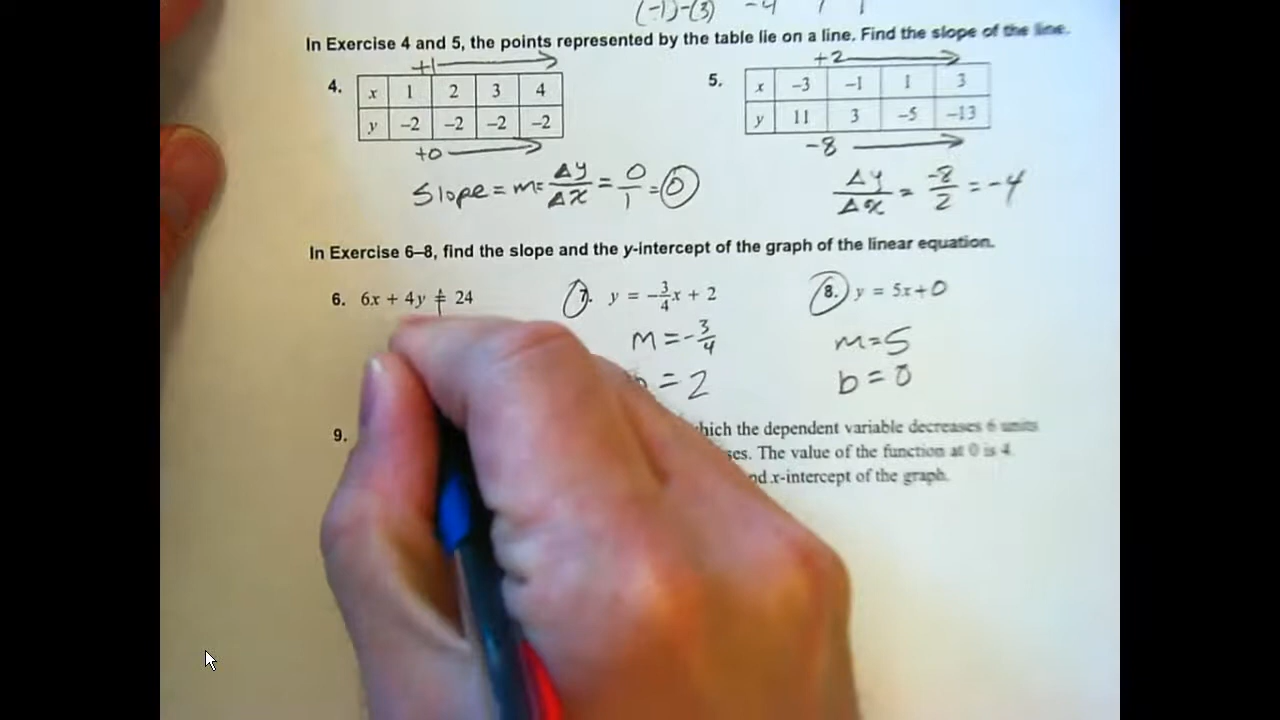 (-1)-(3) -4 1 1
In Exercise 4 and 5, the points represented by the table lie on a line. Find the slope of the line.
+1 +2
4. x 1 2 3 4
y -2 -2 -2 -2
+0
5. x -3 -1 1 3
y 11 3 -5 -13
-8
Slope = m = Δy/Δx = 0/1 = 0
Δy/Δx = -8/2 = -4
In Exercise 6–8, find the slope and the y-intercept of the graph of the linear equation.
6. 6x + 4y = 24
7. y = -3/4x + 2
8. y = 5x+0
m = -3/4
m=5
= 2
b = 0
9. which the dependent variable decreases 6 units
The value of the function at 0 is 4.
x-intercept of the graph.